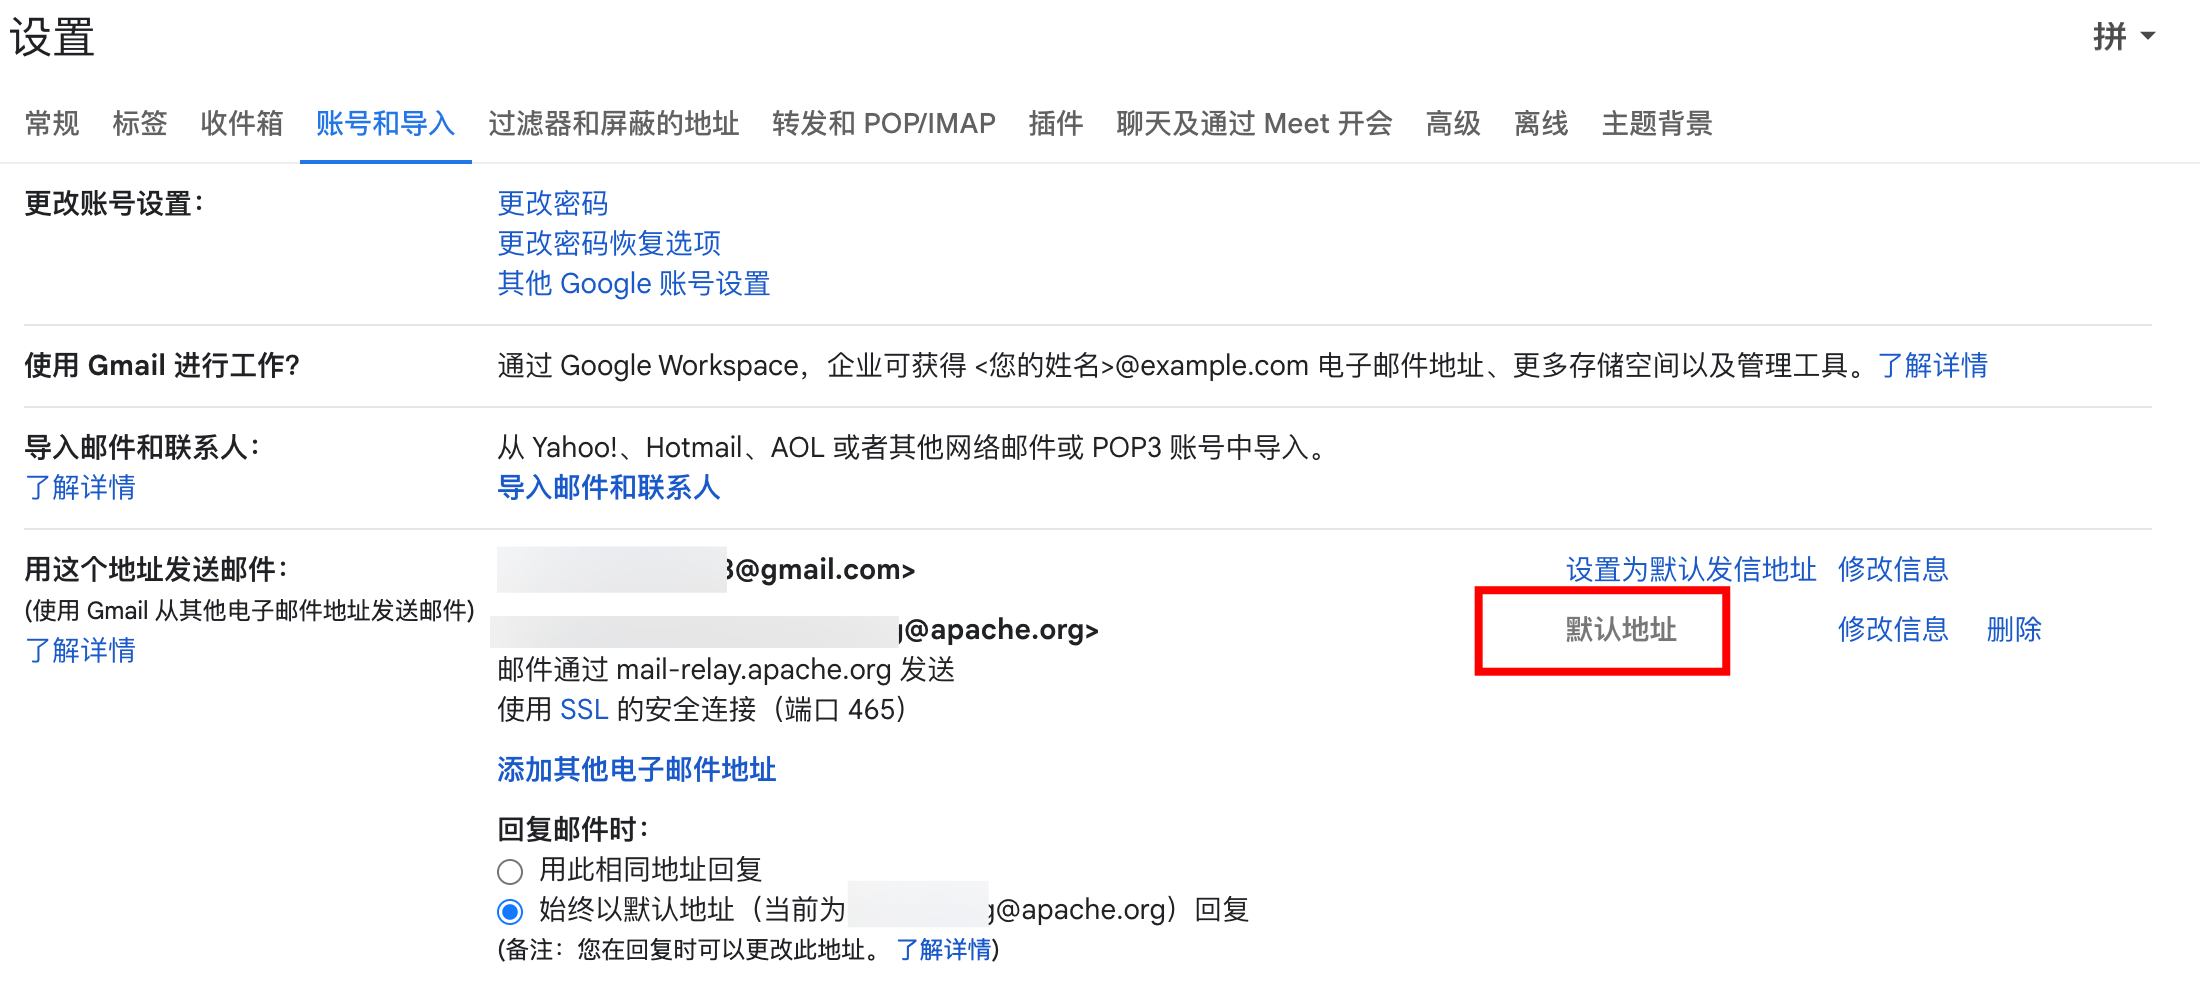 设置
拼
常规 标签 收件箱 账号和导入 过滤器和屏蔽的地址 转发和 POP/IMAP 插件 聊天及通过 Meet 开会 高级 离线 主题背景
更改账号设置： 更改密码
更改密码恢复选项
其他 Google 账号设置
使用 Gmail 进行工作？ 通过 Google Workspace，企业可获得 <您的姓名>@example.com 电子邮件地址、更多存储空间以及管理工具。了解详情
导入邮件和联系人： 从 Yahoo!、Hotmail、AOL 或者其他网络邮件或 POP3 账号中导入。
了解详情 导入邮件和联系人
用这个地址发送邮件： @gmail.com> 设置为默认发信地址 修改信息
(使用 Gmail 从其他电子邮件地址发送邮件)
@apache.org> 默认地址 修改信息 删除
了解详情
邮件通过 mail-relay.apache.org 发送
使用 SSL 的安全连接（端口 465）
添加其他电子邮件地址
回复邮件时：
用此相同地址回复
始终以默认地址（当前为 g@apache.org）回复
(备注：您在回复时可以更改此地址。 了解详情)